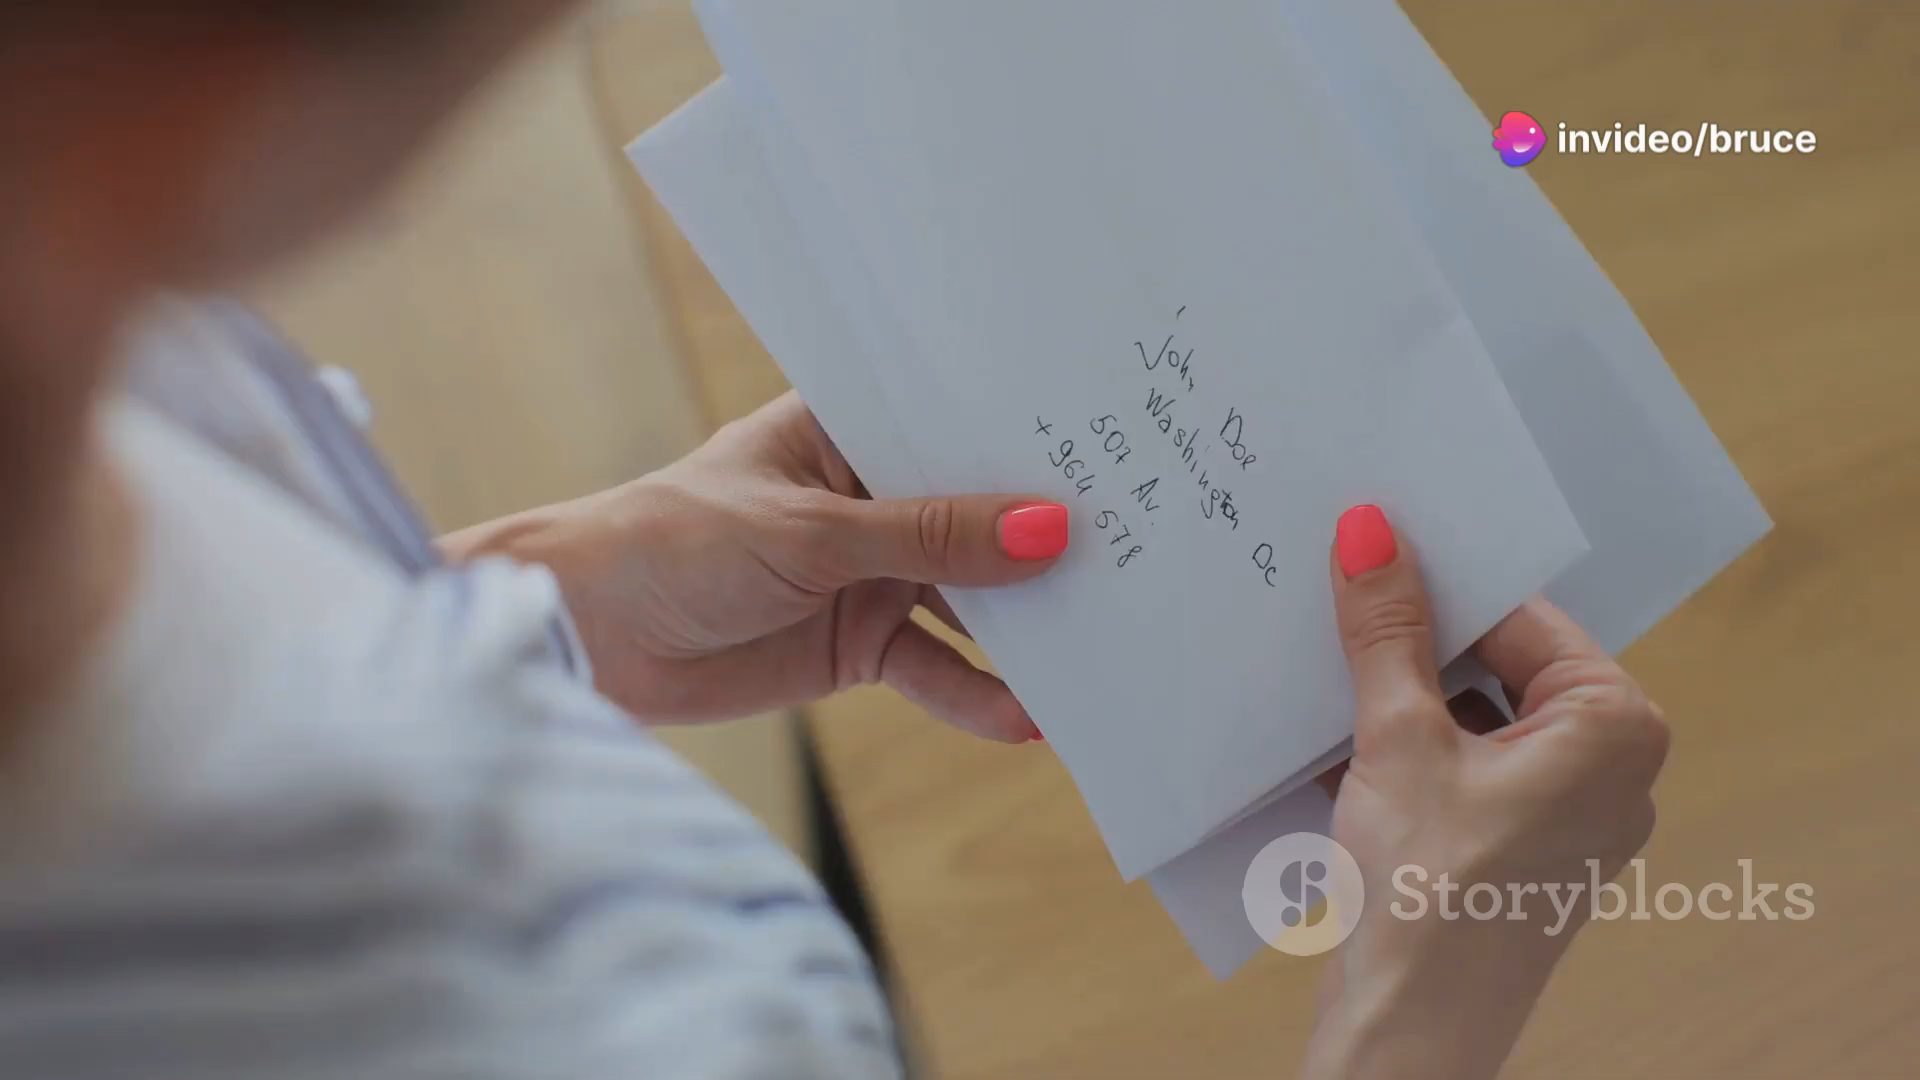 invideo/bruce
John Doe
Washington Dc
507 Av.
+964 578
Storyblocks